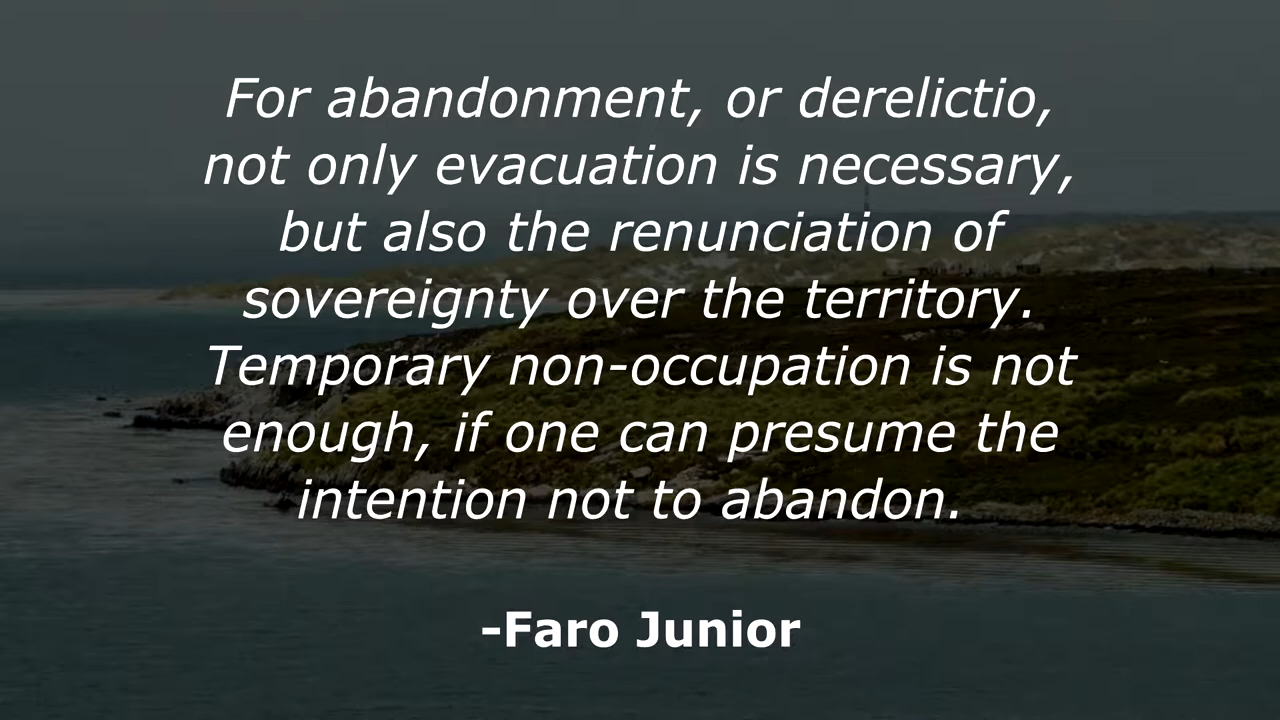 For abandonment, or derelictio,
not only evacuation is necessary,
but also the renunciation of
sovereignty over the territory.
Temporary non-occupation is not
enough, if one can presume the
intention not to abandon.
-Faro Junior